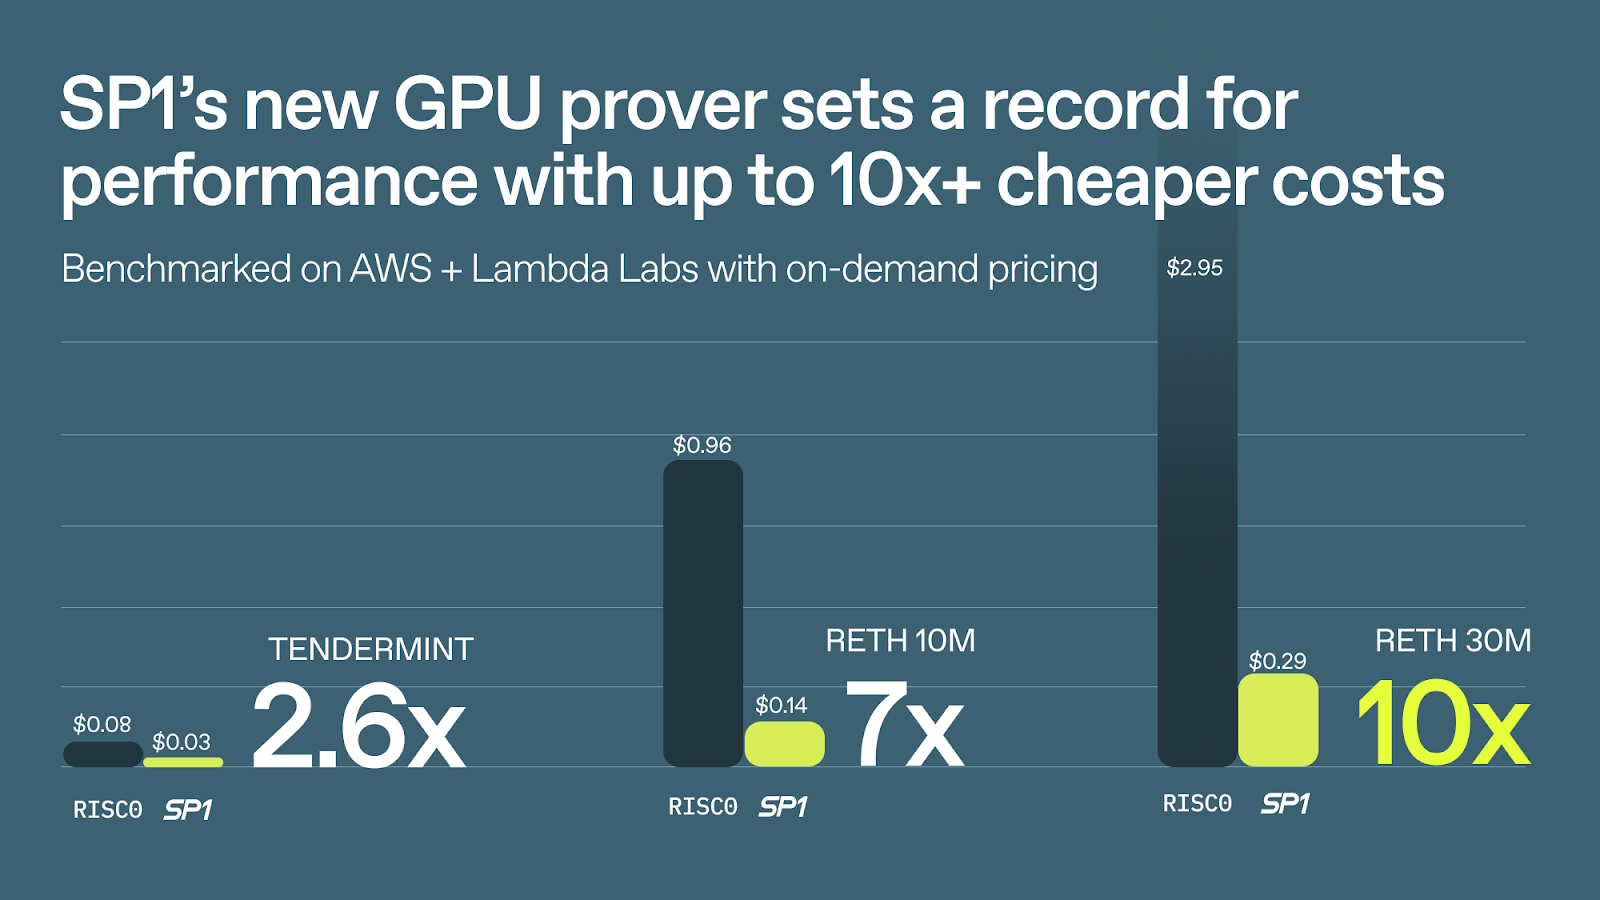 SP1’s new GPU prover sets a record for
performance with up to 10x+ cheaper costs
Benchmarked on AWS + Lambda Labs with on-demand pricing
TENDERMINT
2.6x
$0.08
$0.03
RISC0
SP1
RETH 10M
7x
$0.96
$0.14
RISC0
SP1
RETH 30M
10x
$2.95
$0.29
RISC0
SP1